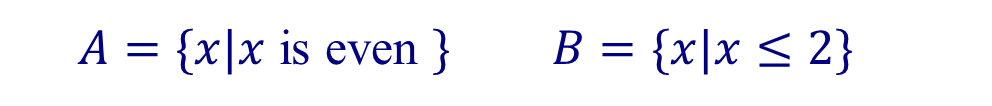 A = {x|x is even } B = {x|x ≤ 2}